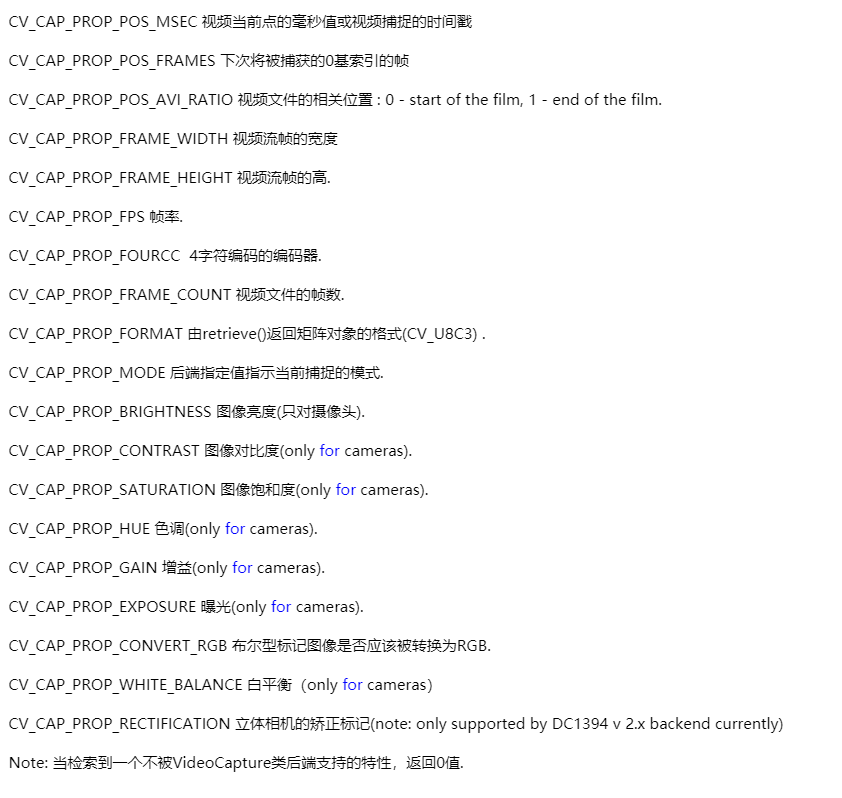 CV_CAP_PROP_POS_MSEC 视频当前点的毫秒值或视频捕捉的时间戳
CV_CAP_PROP_POS_FRAMES 下次将被捕获的0基索引的帧
CV_CAP_PROP_POS_AVI_RATIO 视频文件的相关位置 : 0 - start of the film, 1 - end of the film.
CV_CAP_PROP_FRAME_WIDTH 视频流帧的宽度
CV_CAP_PROP_FRAME_HEIGHT 视频流帧的高.
CV_CAP_PROP_FPS 帧率.
CV_CAP_PROP_FOURCC  4字符编码的编码器.
CV_CAP_PROP_FRAME_COUNT 视频文件的帧数.
CV_CAP_PROP_FORMAT 由retrieve()返回矩阵对象的格式(CV_U8C3) .
CV_CAP_PROP_MODE 后端指定值指示当前捕捉的模式.
CV_CAP_PROP_BRIGHTNESS 图像亮度(只对摄像头).
CV_CAP_PROP_CONTRAST 图像对比度(only for cameras).
CV_CAP_PROP_SATURATION 图像饱和度(only for cameras).
CV_CAP_PROP_HUE 色调(only for cameras).
CV_CAP_PROP_GAIN 增益(only for cameras).
CV_CAP_PROP_EXPOSURE 曝光(only for cameras).
CV_CAP_PROP_CONVERT_RGB 布尔型标记图像是否应该被转换为RGB.
CV_CAP_PROP_WHITE_BALANCE 白平衡（only for cameras）
CV_CAP_PROP_RECTIFICATION 立体相机的矫正标记(note: only supported by DC1394 v 2.x backend currently)
Note: 当检索到一个不被VideoCapture类后端支持的特性，返回0值.